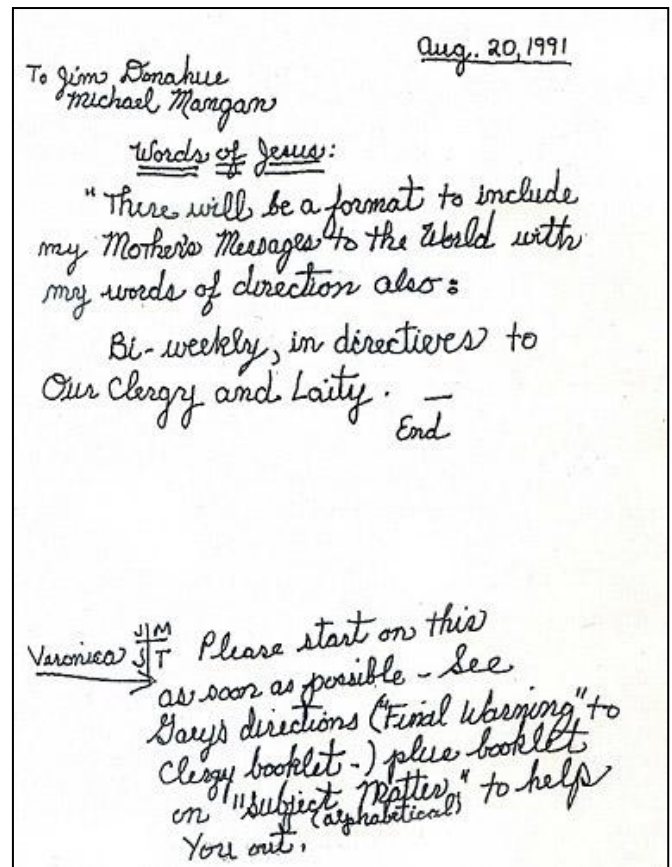 Aug. 20, 1991
To Jim Donahue
Michael Mangan
Words of Jesus:
"There will be a format to include
my Mother's Messages to the World with
my words of direction also:
Bi-weekly, in directives to
Our Clergy and Laity. —
End
J M
Veronica J T Please start on this
as soon as possible - See
Gary's directions ("Final Warning" to
Clergy booklet -) plus booklet
on "Subject Matter" to help
(alphabetical)
You out.